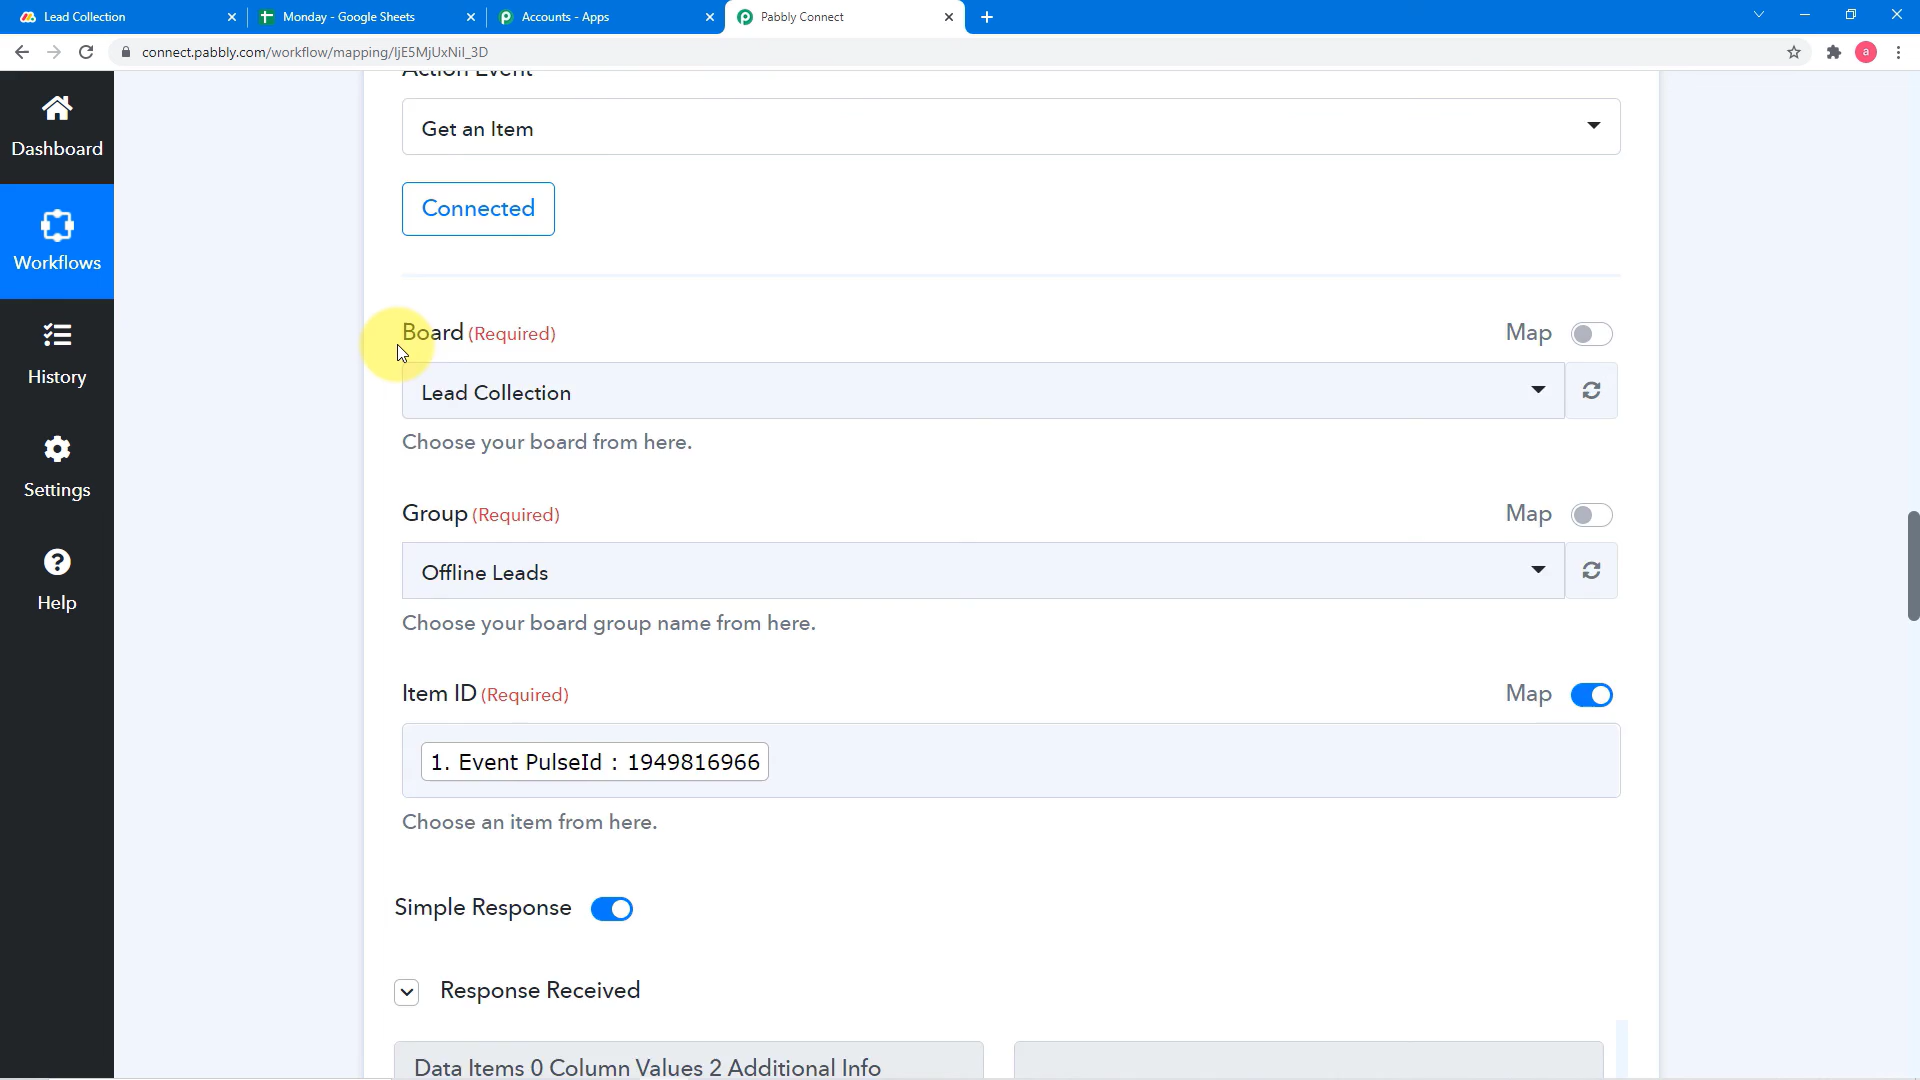 Lead Collection
Monday - Google Sheets
Accounts - Apps
Pabbly Connect
connect.pabbly.com/workflow/mapping/IjE5MjUxNiI_3D
a
Dashboard
Workflows
History
Settings
Help
Action Event
Get an Item
Connected
Board (Required)
Map
Lead Collection
Choose your board from here.
Group (Required)
Map
Offline Leads
Choose your board group name from here.
Item ID (Required)
Map
1. Event PulseId : 1949816966
Choose an item from here.
Simple Response
Response Received
Data Items 0 Column Values 2 Additional Info